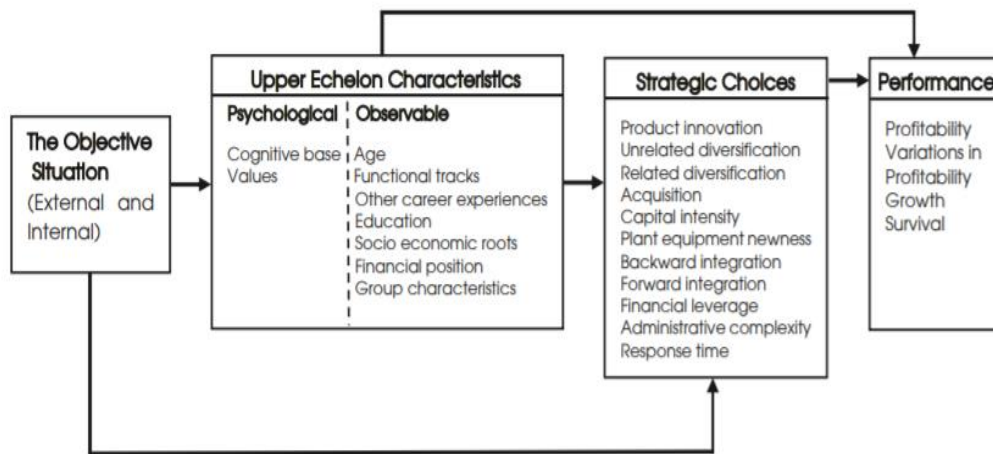 The Objective
Situation
(External and
Internal)
Upper Echelon Characteristics
Psychological
Cognitive base
Values
Observable
Age
Functional tracks
Other career experiences
Education
Socio economic roots
Financial position
Group characteristics
Strategic Choices
Product innovation
Unrelated diversification
Related diversification
Acquisition
Capital intensity
Plant equipment newness
Backward integration
Forward integration
Financial leverage
Administrative complexity
Response time
Performance
Profitability
Variations in
Profitability
Growth
Survival